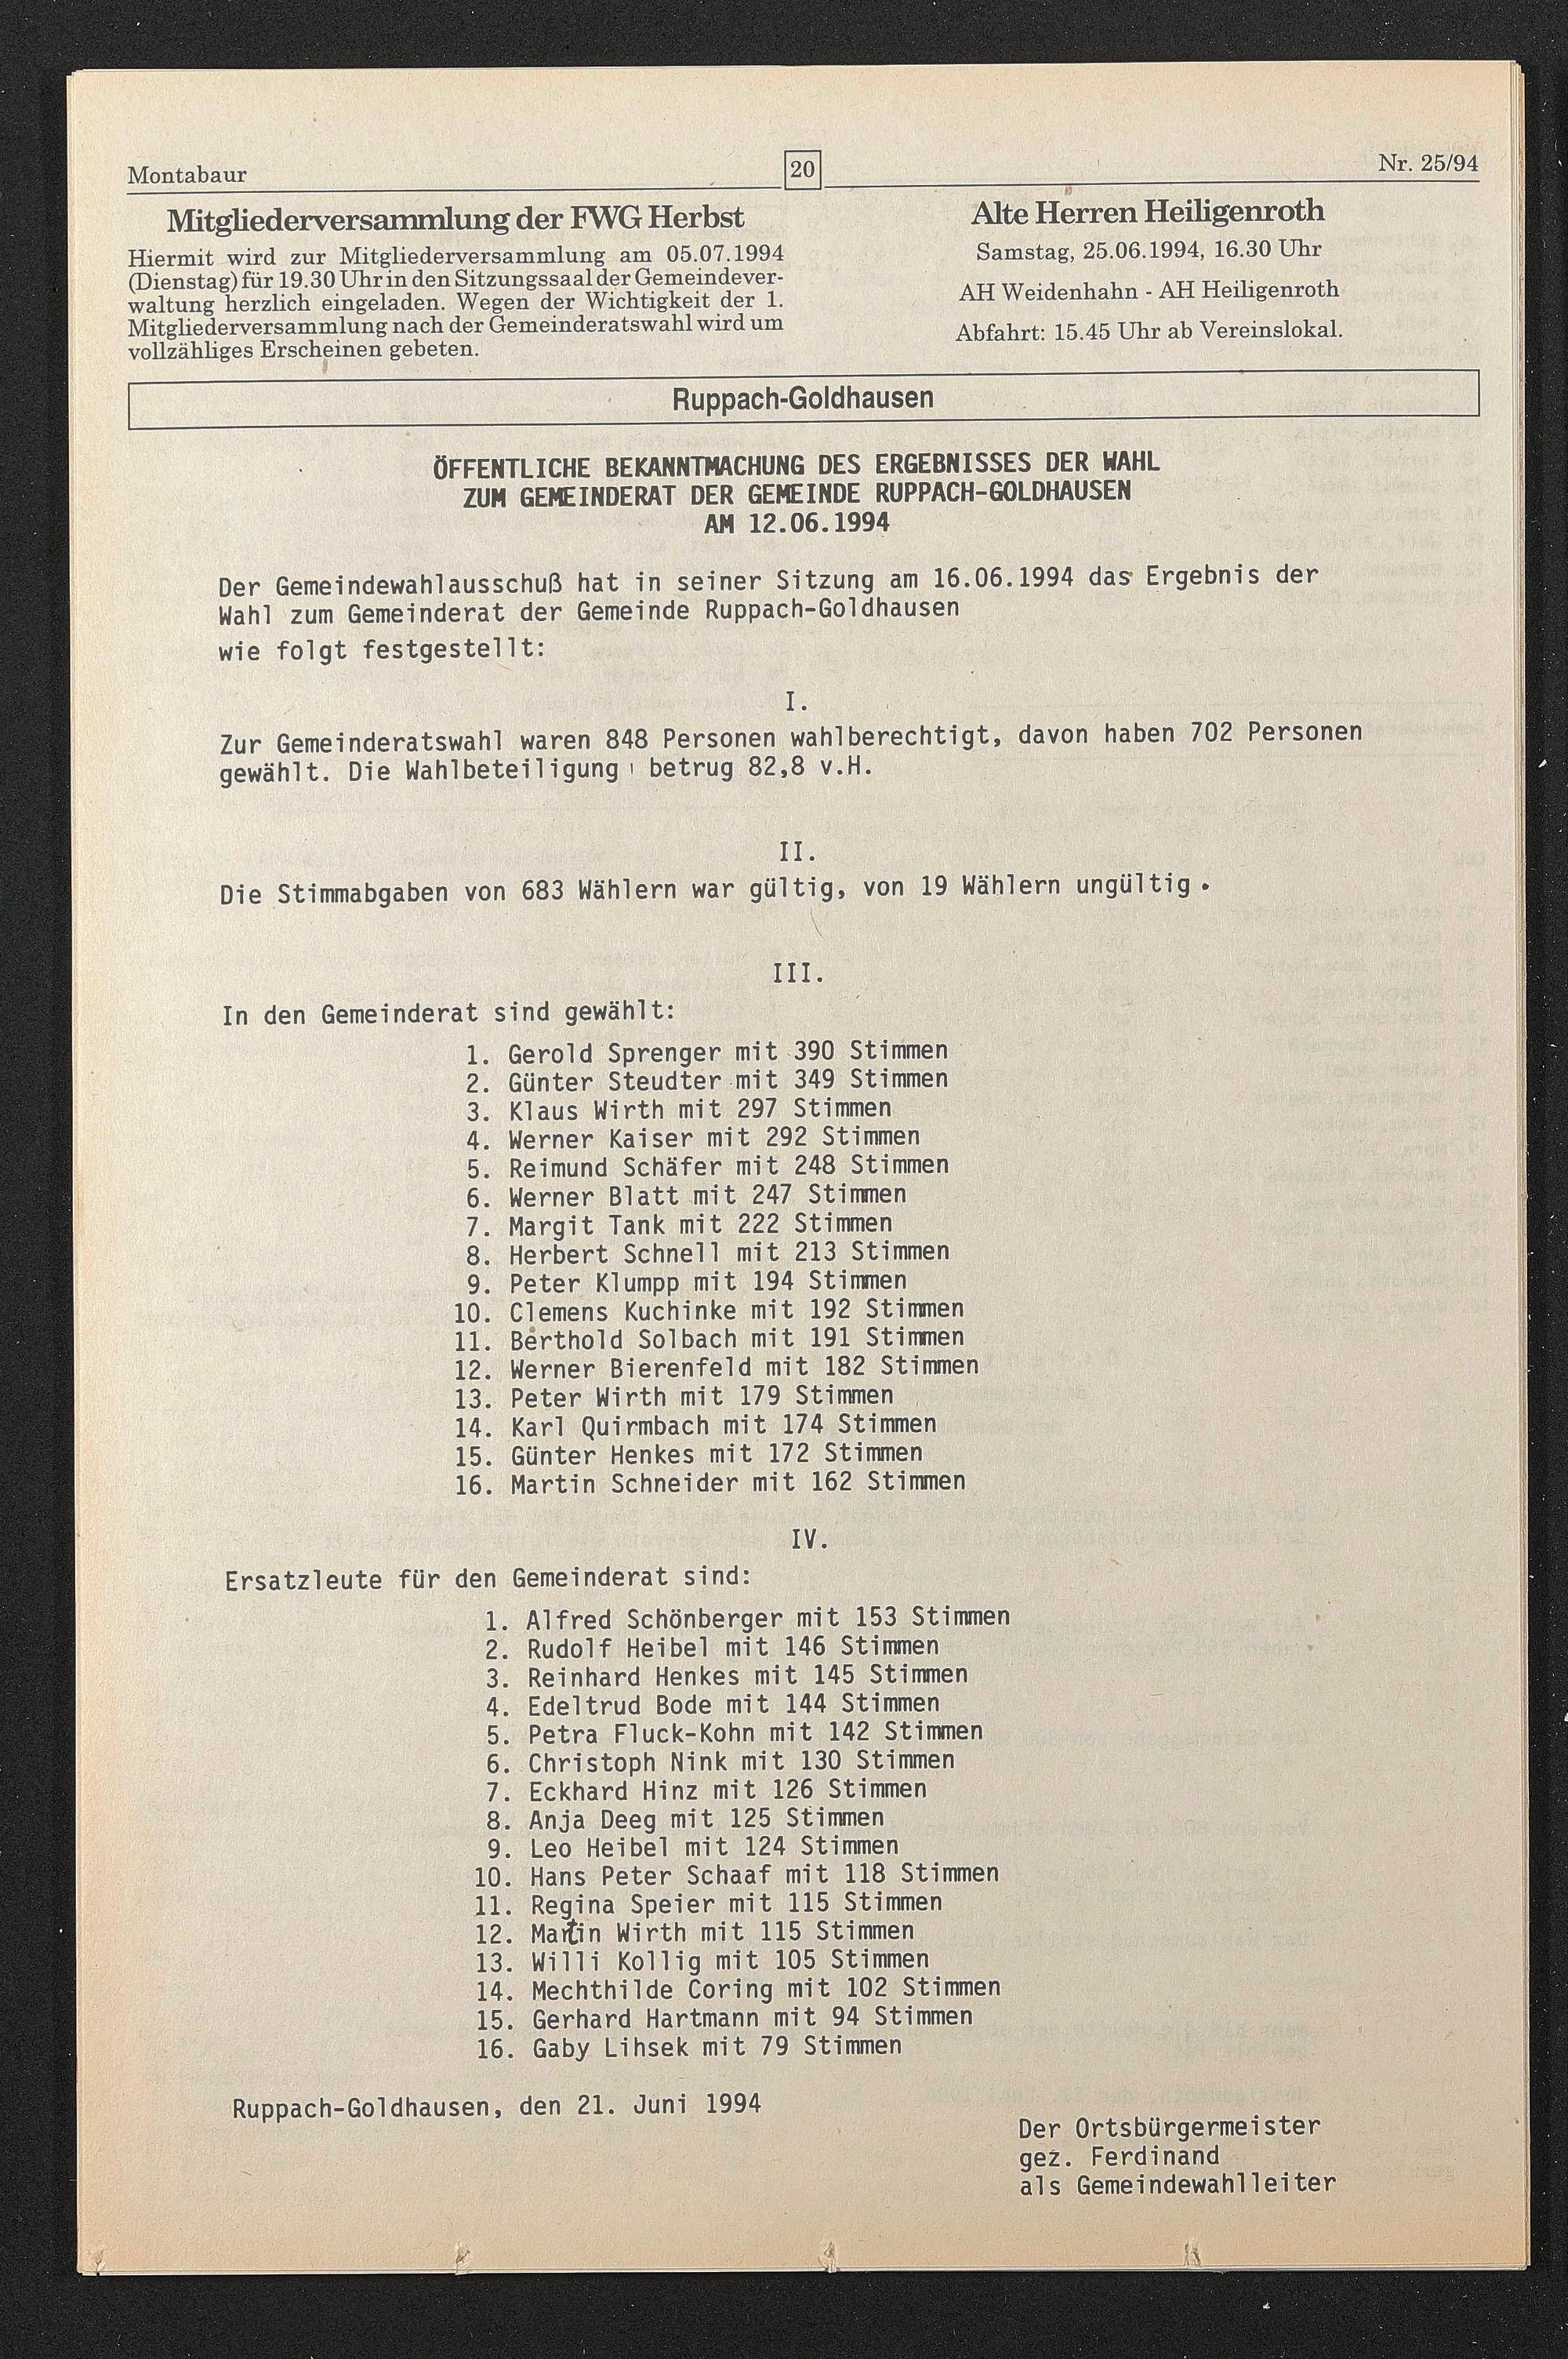 Montabaur
20
Nr. 25/94
Mitgliederversammlung der FWG Herbst
Hiermit wird zur Mitgliederversammlung am 05.07.1994
(Dienstag) für 19.30 Uhr in den Sitzungssaal der Gemeindever-
waltung herzlich eingeladen. Wegen der Wichtigkeit der 1.
Mitgliederversammlung nach der Gemeinderatswahl wird um
vollzähliges Erscheinen gebeten.
Alte Herren Heiligenroth
Samstag, 25.06.1994, 16.30 Uhr
AH Weidenhahn - AH Heiligenroth
Abfahrt: 15.45 Uhr ab Vereinslokal.
Ruppach-Goldhausen
ÖFFENTLICHE BEKANNTMACHUNG DES ERGEBNISSES DER WAHL
ZUM GEMEINDERAT DER GEMEINDE RUPPACH-GOLDHAUSEN
AM 12.06.1994
Der Gemeindewahlausschuß hat in seiner Sitzung am 16.06.1994 das Ergebnis der
Wahl zum Gemeinderat der Gemeinde Ruppach-Goldhausen
wie folgt festgestellt:
I.
Zur Gemeinderatswahl waren 848 Personen wahlberechtigt, davon haben 702 Personen
gewählt. Die Wahlbeteiligung betrug 82,8 v.H.
II.
Die Stimmabgaben von 683 Wählern war gültig, von 19 Wählern ungültig.
III.
In den Gemeinderat sind gewählt:
1. Gerold Sprenger mit 390 Stimmen
2. Günter Steudter mit 349 Stimmen
3. Klaus Wirth mit 297 Stimmen
4. Werner Kaiser mit 292 Stimmen
5. Reimund Schäfer mit 248 Stimmen
6. Werner Blatt mit 247 Stimmen
7. Margit Tank mit 222 Stimmen
8. Herbert Schnell mit 213 Stimmen
9. Peter Klumpp mit 194 Stimmen
10. Clemens Kuchinke mit 192 Stimmen
11. Berthold Solbach mit 191 Stimmen
12. Werner Bierenfeld mit 182 Stimmen
13. Peter Wirth mit 179 Stimmen
14. Karl Quirmbach mit 174 Stimmen
15. Günter Henkes mit 172 Stimmen
16. Martin Schneider mit 162 Stimmen
IV.
Ersatzleute für den Gemeinderat sind:
1. Alfred Schönberger mit 153 Stimmen
2. Rudolf Heibel mit 146 Stimmen
3. Reinhard Henkes mit 145 Stimmen
4. Edeltrud Bode mit 144 Stimmen
5. Petra Fluck-Kohn mit 142 Stimmen
6. Christoph Nink mit 130 Stimmen
7. Eckhard Hinz mit 126 Stimmen
8. Anja Deeg mit 125 Stimmen
9. Leo Heibel mit 124 Stimmen
10. Hans Peter Schaaf mit 118 Stimmen
11. Regina Speier mit 115 Stimmen
12. Martin Wirth mit 115 Stimmen
13. Willi Kollig mit 105 Stimmen
14. Mechthilde Coring mit 102 Stimmen
15. Gerhard Hartmann mit 94 Stimmen
16. Gaby Lihsek mit 79 Stimmen
Ruppach-Goldhausen, den 21. Juni 1994
Der Ortsbürgermeister
gez. Ferdinand
als Gemeindewahlleiter